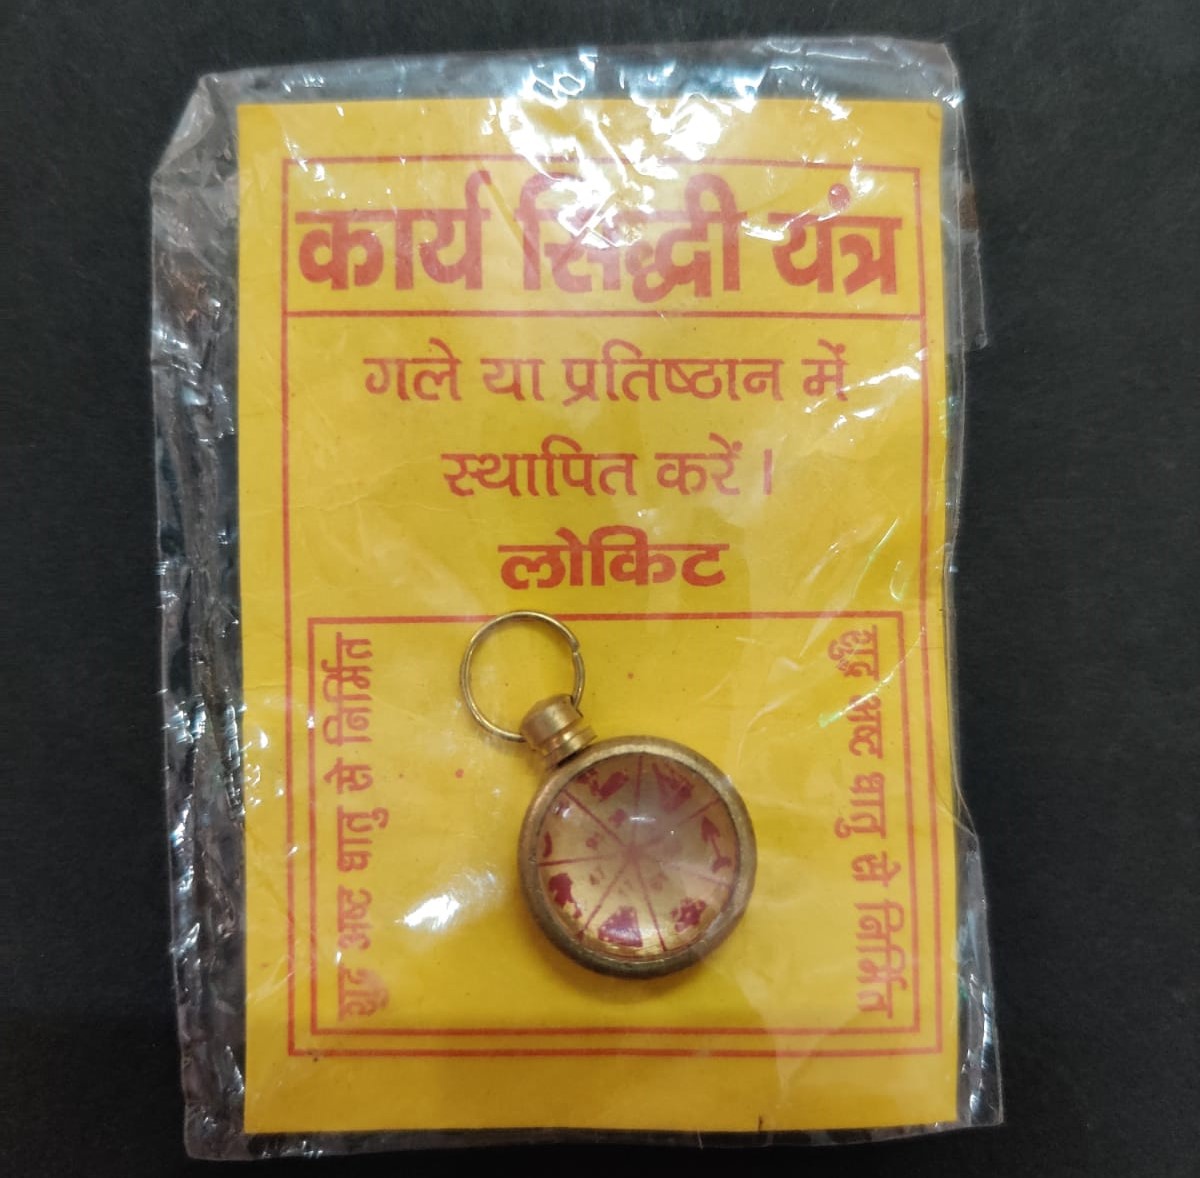 कार्य सिद्धी यंत्र
गले या प्रतिष्ठान में
स्थापित करें।
लोकिट
शुद्ध अष्ट धातु से निर्मित
शुद्ध अष्ट धातु से निर्मित